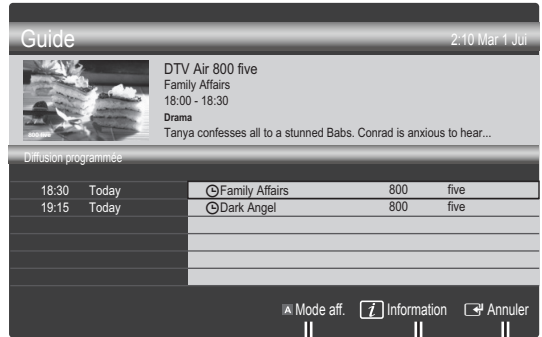 Guide 2:10 Mar 1 Jui
DTV Air 800 five
Family Affairs
18:00 - 18:30
Drama
Tanya confesses all to a stunned Babs. Conrad is anxious to hear...
800 five
Diffusion programmée
18:30 Today Family Affairs 800 five
19:15 Today Dark Angel 800 five
A Mode aff. i Information Annuler